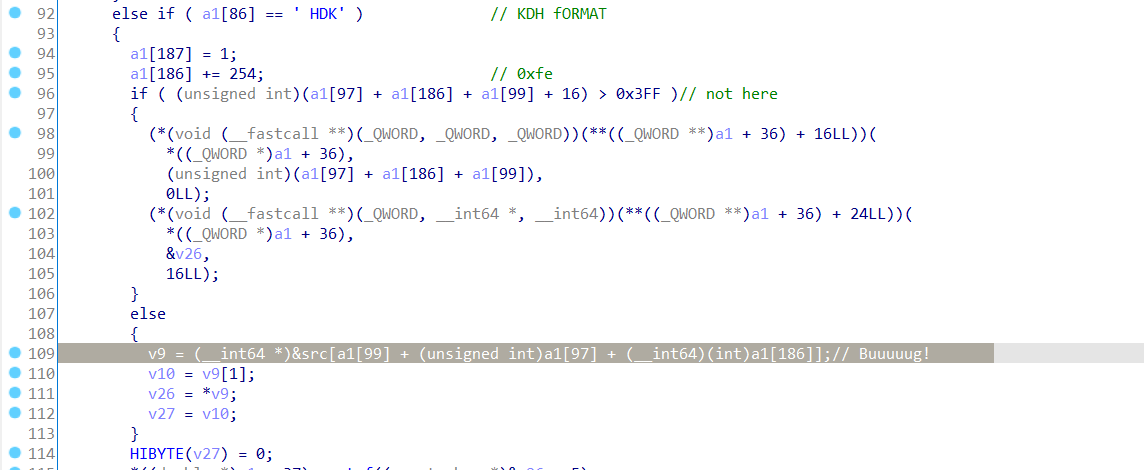 92 else if ( a1[86] == ' HDK' ) // KDH fORMAT
93 {
94 a1[187] = 1;
95 a1[186] += 254; // 0xfe
96 if ( (unsigned int)(a1[97] + a1[186] + a1[99] + 16) > 0x3FF )// not here
97 {
98 (*(void (__fastcall **)(_QWORD, _QWORD, _QWORD))(**((_QWORD **)a1 + 36) + 16LL))(
99 *((_QWORD *)a1 + 36),
100 (unsigned int)(a1[97] + a1[186] + a1[99]),
101 0LL);
102 (*(void (__fastcall **)(_QWORD, __int64 *, __int64))(**((_QWORD **)a1 + 36) + 24LL))(
103 *((_QWORD *)a1 + 36),
104 &v26,
105 16LL);
106 }
107 else
108 {
109 v9 = (__int64 *)&src[a1[99] + (unsigned int)a1[97] + (__int64)(int)a1[186]];// Buuuuug!
110 v10 = v9[1];
111 v26 = *v9;
112 v27 = v10;
113 }
114 HIBYTE(v27) = 0;